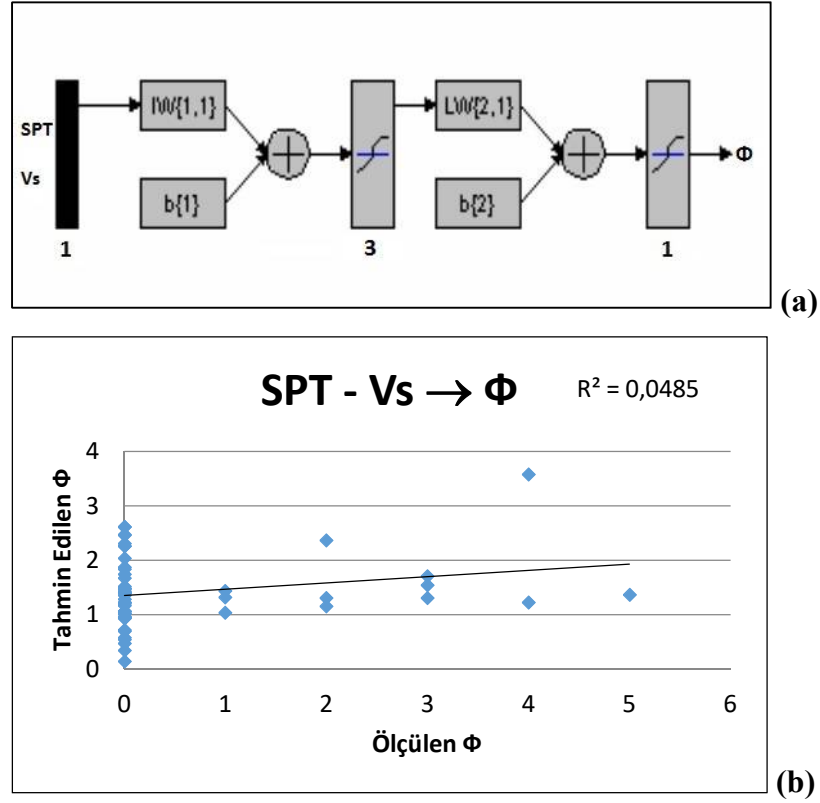 SPT
Vs
IW{1,1}
b{1}
LW{2,1}
b{2}
Φ
1
3
1
(a)
SPT - Vs → Φ
R² = 0,0485
Tahmin Edilen Φ
4
3
2
1
0
0 1 2 3 4 5 6
Ölçülen Φ
(b)